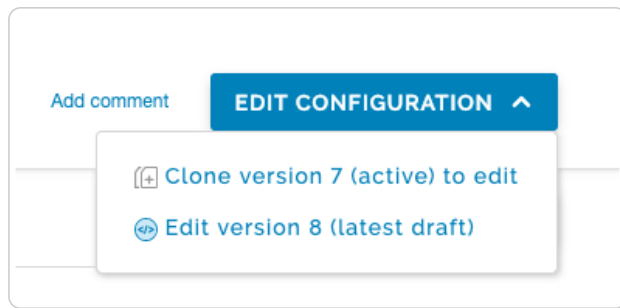 Add comment
EDIT CONFIGURATION
Clone version 7 (active) to edit
Edit version 8 (latest draft)